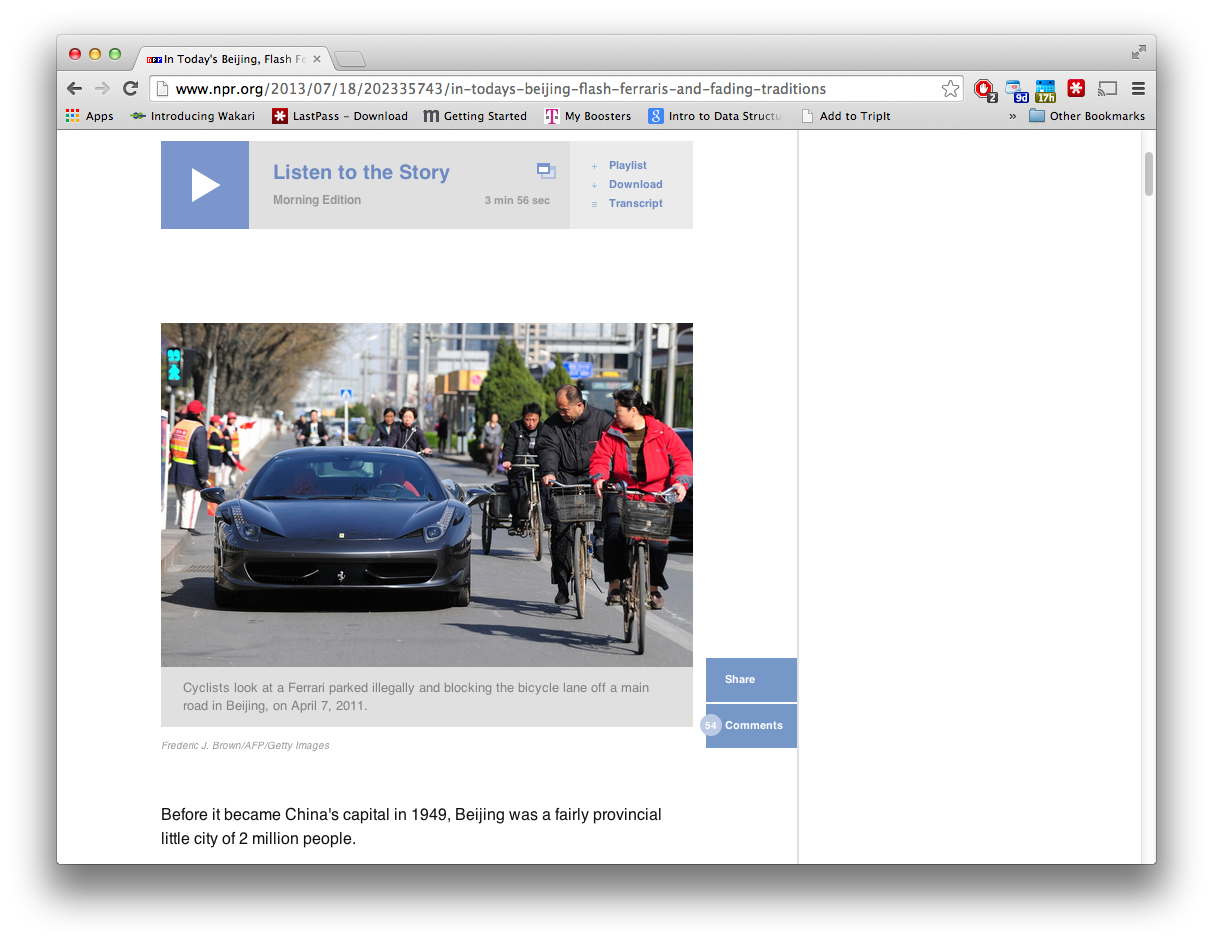 In Today's Beijing, Flash Fe
www.npr.org/2013/07/18/202335743/in-todays-beijing-flash-ferraris-and-fading-traditions
2
9d
17h
Apps
Introducing Wakari
LastPass – Download
Getting Started
My Boosters
Intro to Data Structu
Add to TripIt
»
Other Bookmarks
Listen to the Story
Morning Edition
3 min 56 sec
Playlist
Download
Transcript
Cyclists look at a Ferrari parked illegally and blocking the bicycle lane off a main
road in Beijing, on April 7, 2011.
Frederic J. Brown/AFP/Getty Images
Share
54 Comments
Before it became China's capital in 1949, Beijing was a fairly provincial
little city of 2 million people.